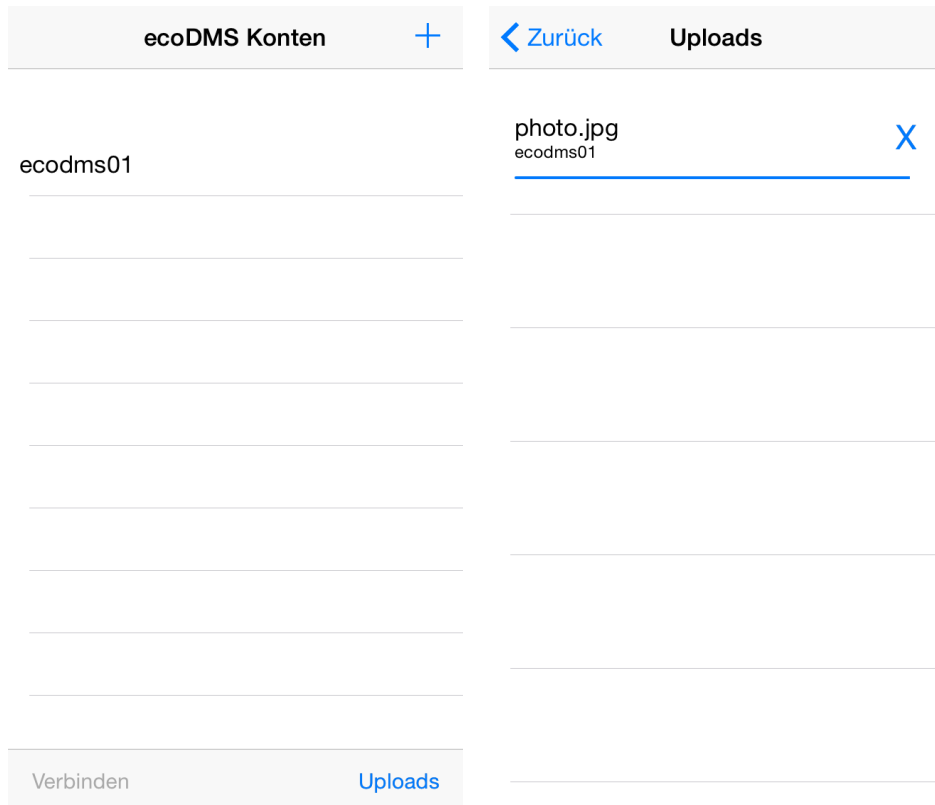 ecoDMS Konten +
ecodms01
Verbinden Uploads
Zurück Uploads
photo.jpg
ecodms01
X